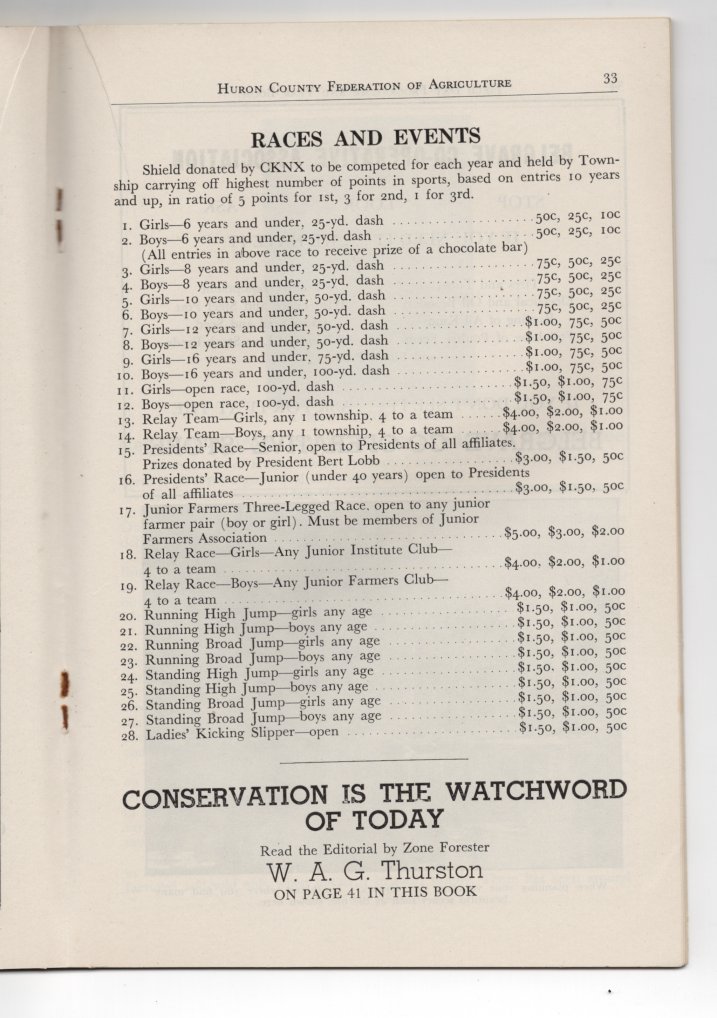 HURON COUNTY FEDERATION OF AGRICULTURE 33
RACES AND EVENTS
Shield donated by CKNX to be competed for each year and held by Town-
ship carrying off highest number of points in sports, based on entries 10 years
and up, in ratio of 5 points for 1st, 3 for 2nd, 1 for 3rd.
1. Girls—6 years and under, 25-yd. dash .................... 50c, 25c, 10c
2. Boys—6 years and under, 25-yd. dash .................... 50c, 25c, 10c
(All entries in above race to receive prize of a chocolate bar)
3. Girls—8 years and under, 25-yd. dash .................... 75c, 50c, 25c
4. Boys—8 years and under, 25-yd. dash .................... 75c, 50c, 25c
5. Girls—10 years and under, 50-yd. dash .................... 75c, 50c, 25c
6. Boys—10 years and under, 50-yd. dash .................... 75c, 50c, 25c
7. Girls—12 years and under, 50-yd. dash .................... $1.00, 75c, 50c
8. Boys—12 years and under, 50-yd. dash .................... $1.00, 75c, 50c
9. Girls—16 years and under, 75-yd. dash .................... $1.00, 75c, 50c
10. Boys—16 years and under, 100-yd. dash .................... $1.00, 75c, 50c
11. Girls—open race, 100-yd. dash .................... $1.50, $1.00, 75c
12. Boys—open race, 100-yd. dash .................... $1.50, $1.00, 75c
13. Relay Team—Girls, any 1 township. 4 to a team ....... $4.00, $2.00, $1.00
14. Relay Team—Boys, any 1 township, 4 to a team ....... $4.00, $2.00, $1.00
15. Presidents' Race—Senior, open to Presidents of all affiliates.
Prizes donated by President Bert Lobb .................... $3.00, $1.50, 50c
16. Presidents' Race—Junior (under 40 years) open to Presidents
of all affiliates .................... $3.00, $1.50, 50c
17. Junior Farmers Three-Legged Race. open to any junior
farmer pair (boy or girl). Must be members of Junior
Farmers Association .................... $5.00, $3.00, $2.00
18. Relay Race—Girls—Any Junior Institute Club—
4 to a team .................... $4.00. $2.00, $1.00
19. Relay Race—Boys—Any Junior Farmers Club—
4 to a team .................... $4.00, $2.00, $1.00
20. Running High Jump—girls any age .................... $1.50, $1.00, 50c
21. Running High Jump—boys any age .................... $1.50, $1.00, 50c
22. Running Broad Jump—girls any age .................... $1.50, $1.00, 50c
23. Running Broad Jump—boys any age .................... $1.50, $1.00, 50c
24. Standing High Jump—girls any age .................... $1.50. $1.00, 50c
25. Standing High Jump—boys any age .................... $1.50, $1.00, 50c
26. Standing Broad Jump—girls any age .................... $1.50, $1.00, 50c
27. Standing Broad Jump—boys any age .................... $1.50, $1.00, 50c
28. Ladies' Kicking Slipper—open .................... $1.50, $1.00, 50c
CONSERVATION IS THE WATCHWORD
OF TODAY
Read the Editorial by Zone Forester
W. A. G. Thurston
ON PAGE 41 IN THIS BOOK